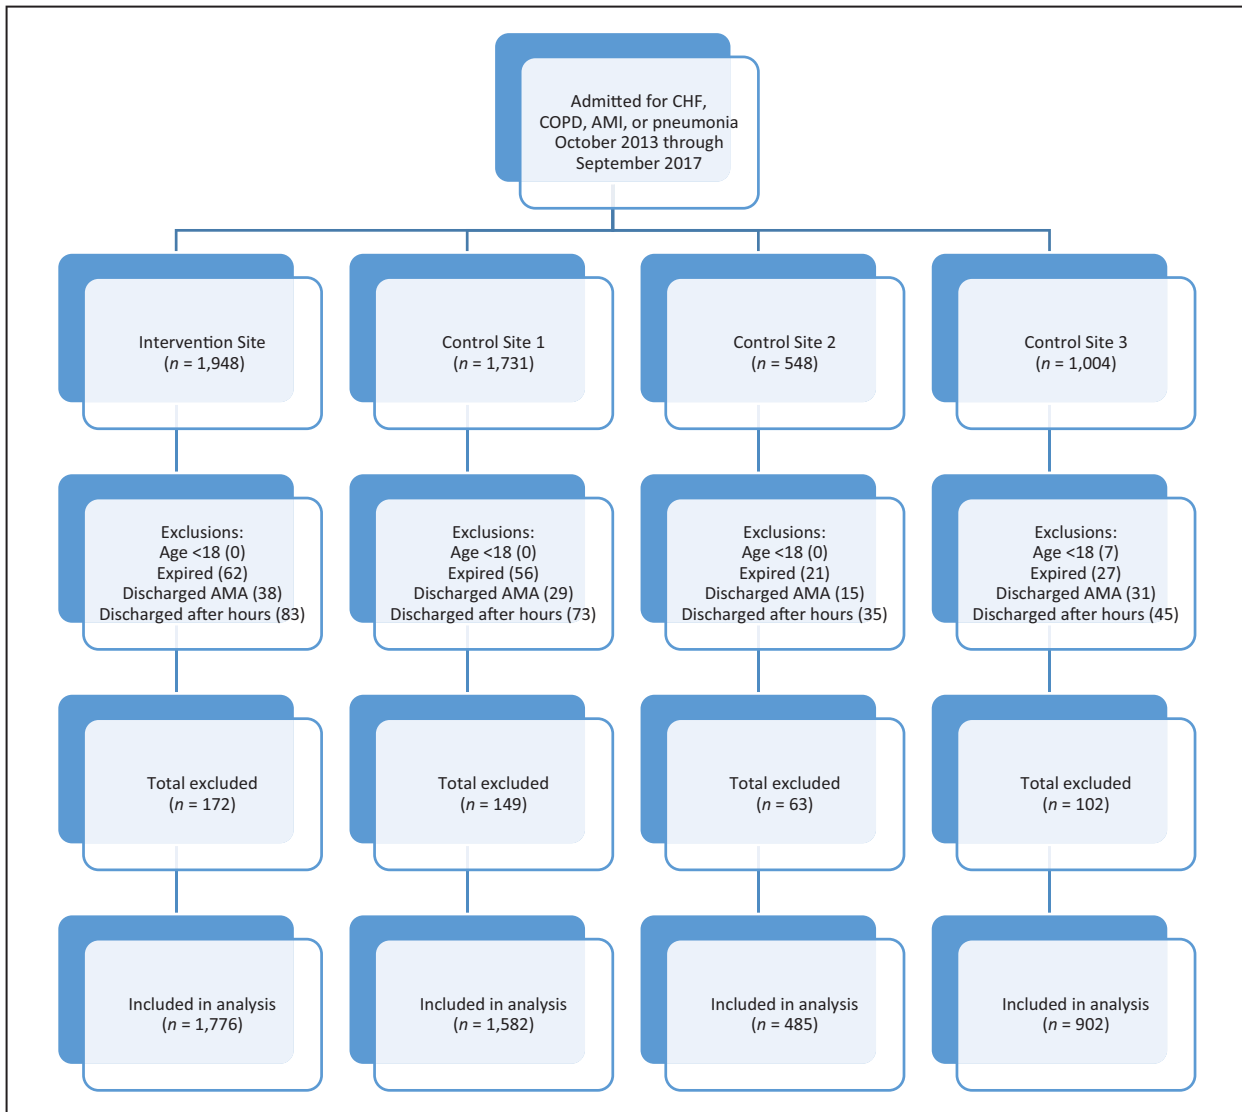 Admitted for CHF,
COPD, AMI, or pneumonia
October 2013 through
September 2017
Intervention Site
(n = 1,948)
Control Site 1
(n = 1,731)
Control Site 2
(n = 548)
Control Site 3
(n = 1,004)
Exclusions:
Age <18 (0)
Expired (62)
Discharged AMA (38)
Discharged after hours (83)
Exclusions:
Age <18 (0)
Expired (56)
Discharged AMA (29)
Discharged after hours (73)
Exclusions:
Age <18 (0)
Expired (21)
Discharged AMA (15)
Discharged after hours (35)
Exclusions:
Age <18 (7)
Expired (27)
Discharged AMA (31)
Discharged after hours (45)
Total excluded
(n = 172)
Total excluded
(n = 149)
Total excluded
(n = 63)
Total excluded
(n = 102)
Included in analysis
(n = 1,776)
Included in analysis
(n = 1,582)
Included in analysis
(n = 485)
Included in analysis
(n = 902)